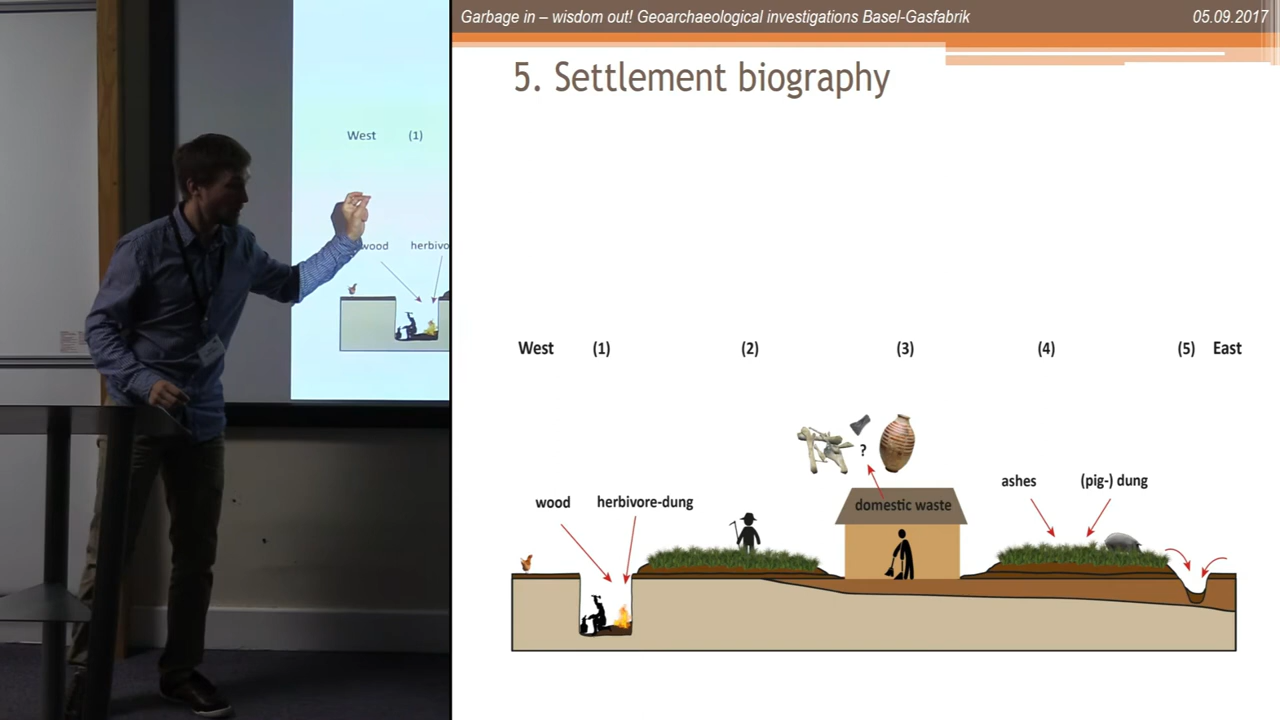 Garbage in – wisdom out! Geoarchaeological investigations Basel-Gasfabrik 05.09.2017
5. Settlement biography
West (1) (2) (3) (4) (5) East
?
ashes (pig-) dung
wood herbivore-dung domestic waste
West (1)
wood herbivo